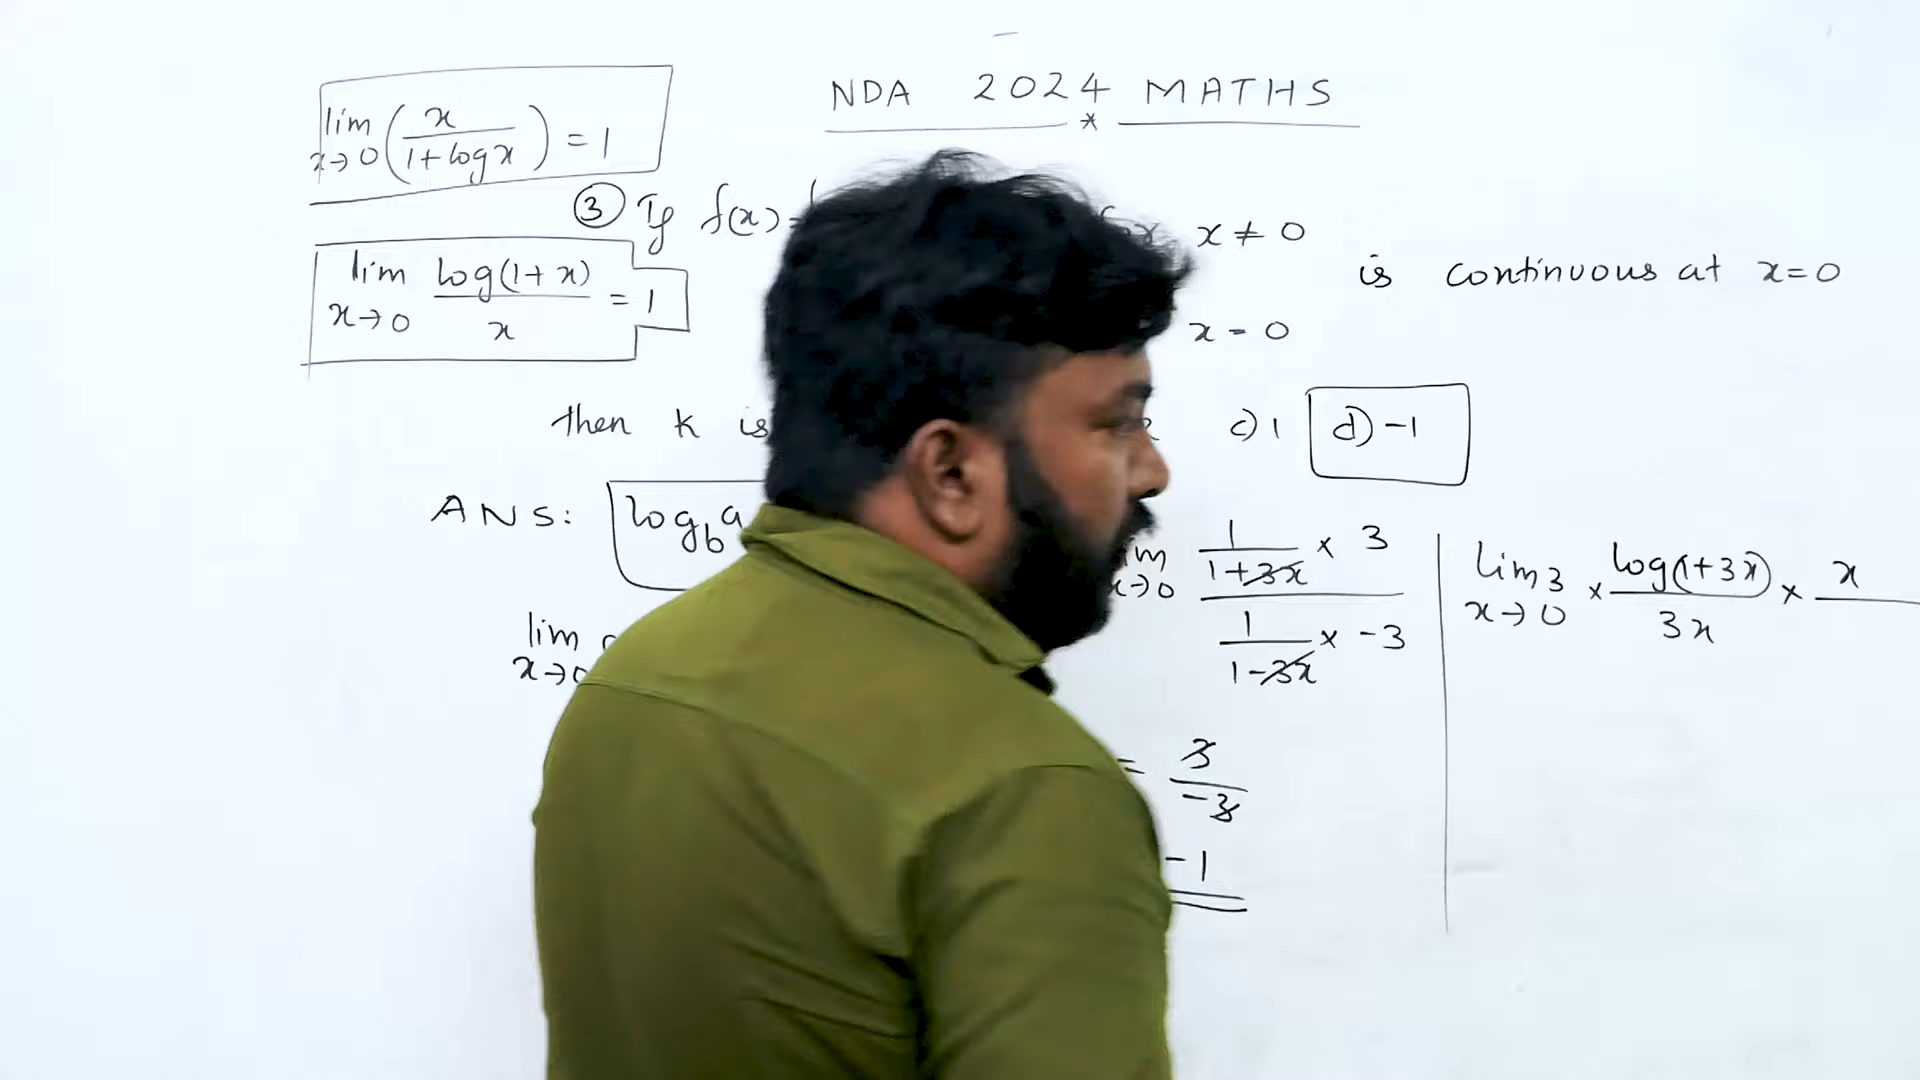 NDA 2024 MATHS
*
lim x→0 (x/(1+log x)) = 1
③ If f(x)= x ≠ 0
is continuous at x=0
lim x→0 log(1+x)/x = 1
x = 0
then k is c) 1 d) -1
ANS: log_b a
lim x→0 (1/(1+3x) × 3)/(1/(1-3x) × -3)
lim x→0 3 × log(1+3x)/3x × x/
lim x→0
= 3/-3
-1